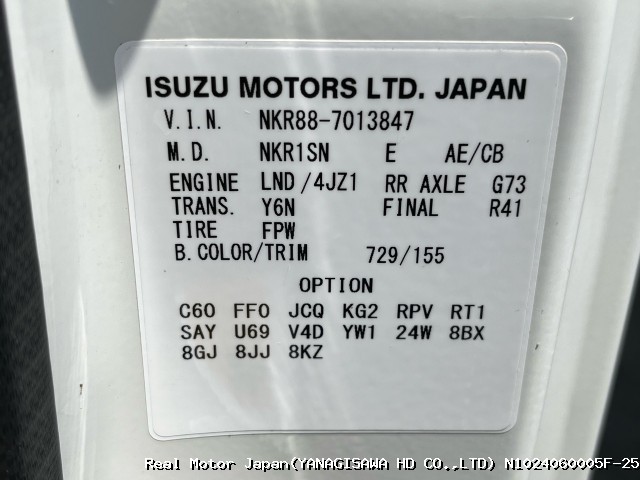 ISUZU MOTORS LTD. JAPAN
V.I.N. NKR88-7013847
M.D. NKR1SN E AE/CB
ENGINE LND/4JZ1 RR AXLE G73
TRANS. Y6N FINAL R41
TIRE FPW
B.COLOR/TRIM 729/155
OPTION
C60 FF0 JCQ KG2 RPV RT1
SAY U69 V4D YW1 24W 8BX
8GJ 8JJ 8KZ
Real Motor Japan(YANAGISAWA HD CO.,LTD) N1024060005F-25